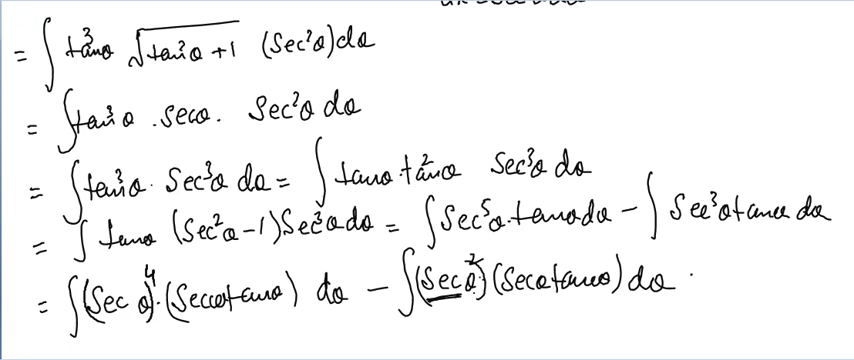 = ∫ tan³θ √(tan²θ + 1) (Sec²θ) dθ
= ∫ tan³θ . Secθ . Sec²θ dθ
= ∫ tan³θ . Sec³θ dθ = ∫ tanθ . tan²θ Sec³θ dθ
= ∫ tanθ (Sec²θ - 1) Sec³θ dθ = ∫ Sec⁵θ . tanθ dθ - ∫ Sec³θ tanθ dθ
= ∫ (Sec θ)⁴ . (Secθ tanθ) dθ - ∫ (Sec θ)² (Secθ tanθ) dθ .